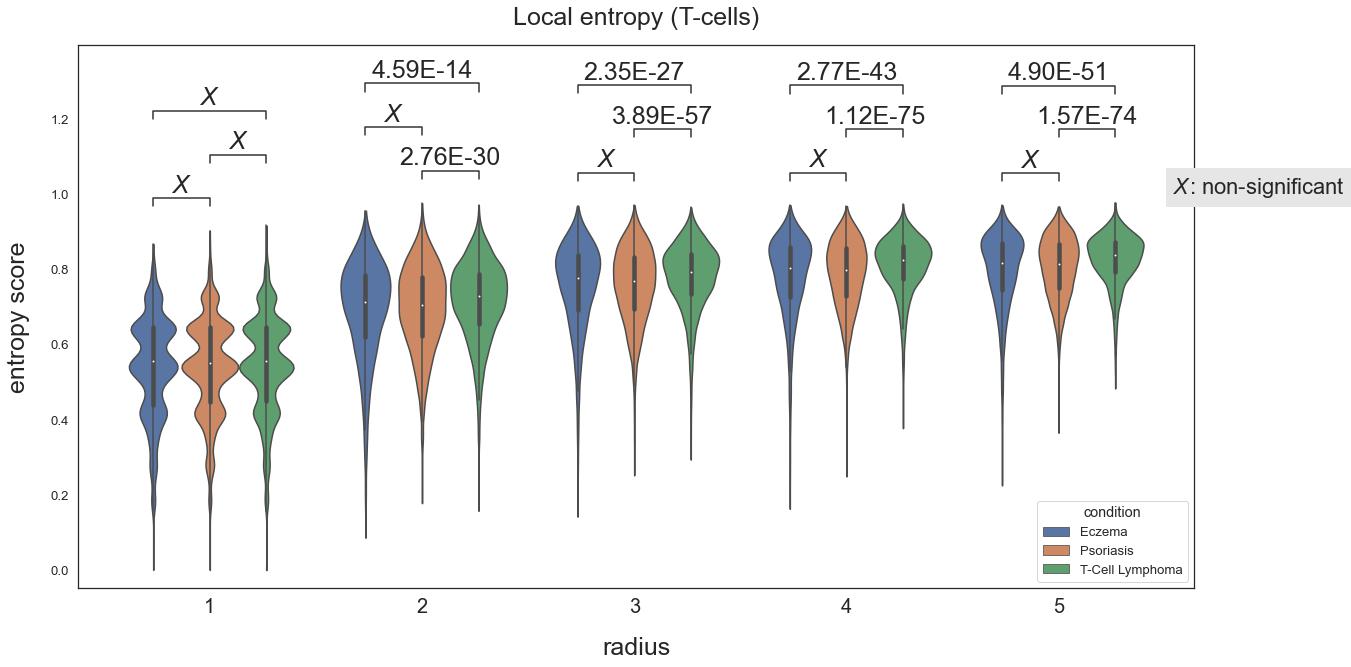 Local entropy (T-cells)
4.59E-14
2.35E-27
2.77E-43
4.90E-51
X
X
3.89E-57
1.12E-75
1.57E-74
X
2.76E-30
X
X
X
X
X: non-significant
1.2
1.0
0.8
0.6
0.4
0.2
0.0
entropy score
condition
Eczema
Psoriasis
T-Cell Lymphoma
1 2 3 4 5
radius